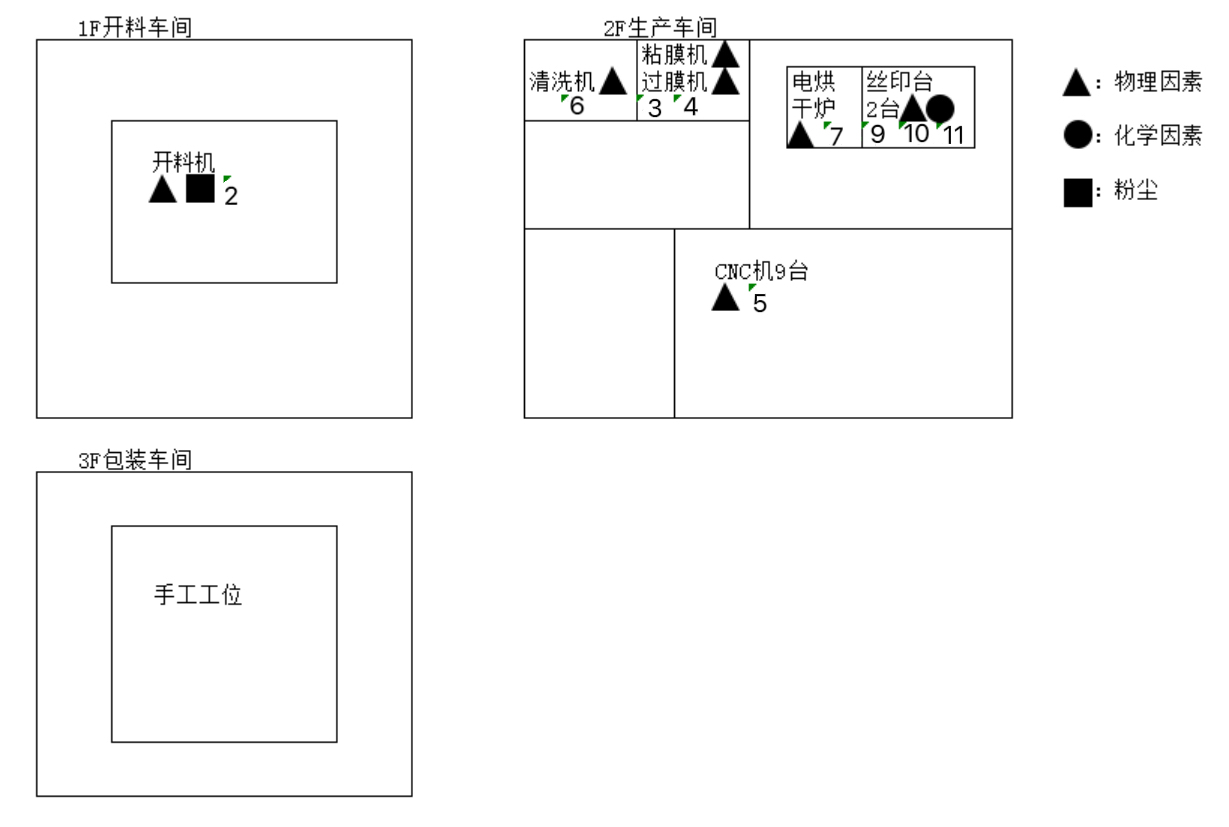 1F开料车间
开料机
2
2F生产车间
清洗机
6
粘膜机
过膜机
3 4
电烘
干炉
7
丝印台
2台
9 10 11
CNC机9台
5
：物理因素
：化学因素
：粉尘
3F包装车间
手工工位